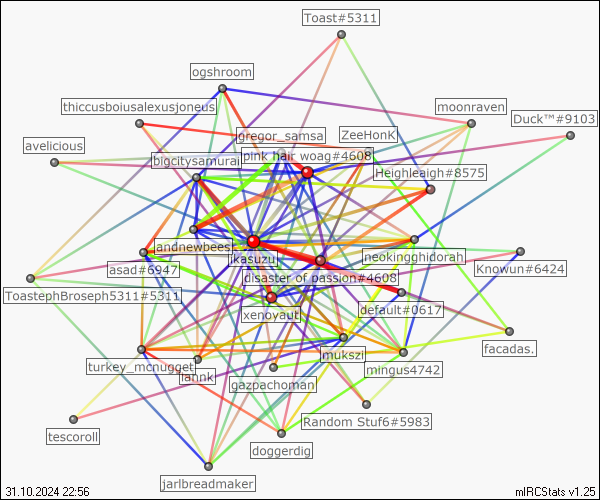 Toast#5311
ogshroom
thiccusboiusalexusjoneus
moonraven
Duck™#9103
gregor_samsa
ZeeHonK
avelicious
bigcitysamurai
pink hair woag#4608
Heighleaigh#8575
andnewpeesk
ikasuzu
neokingghidorah
asad#6947
disaster of passion#4608
Knowun#6424
ToastephBroseph5311#5311
default#0617
xenoyaut
facadas.
mukszi
turkey_mcnugget
lahnk
mingus4742
gazpachoman
Random Stuf6#5983
tescoroll
doggerdig
jarlbreadmaker
31.10.2024 22:56
mIRCStats v1.25